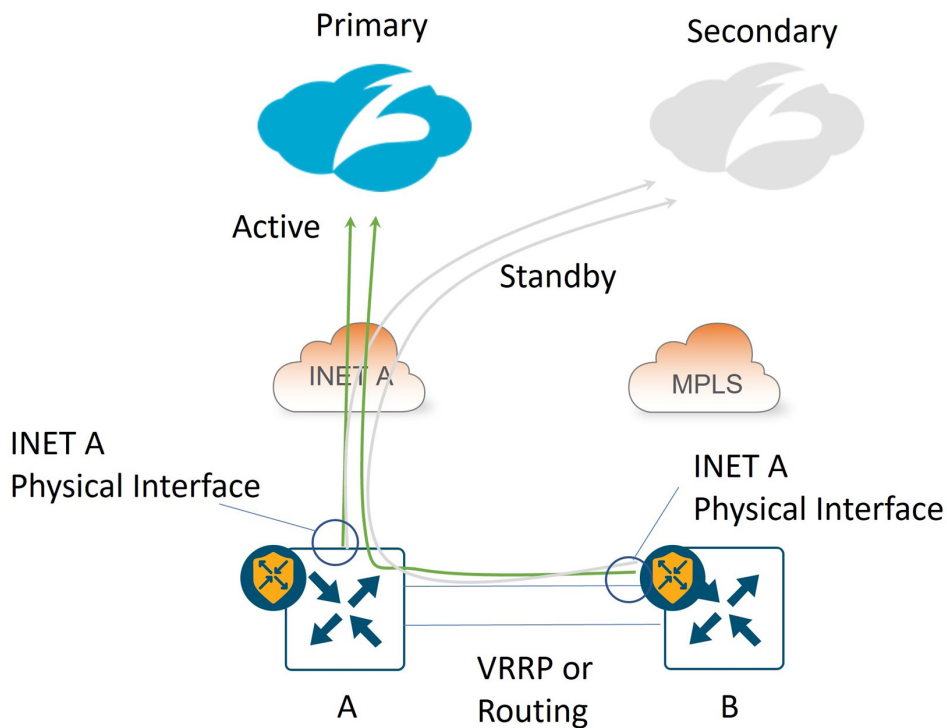 Primary
Secondary
Active
Standby
INET A
MPLS
INET A
Physical Interface
INET A
Physical Interface
VRRP or
Routing
A
B